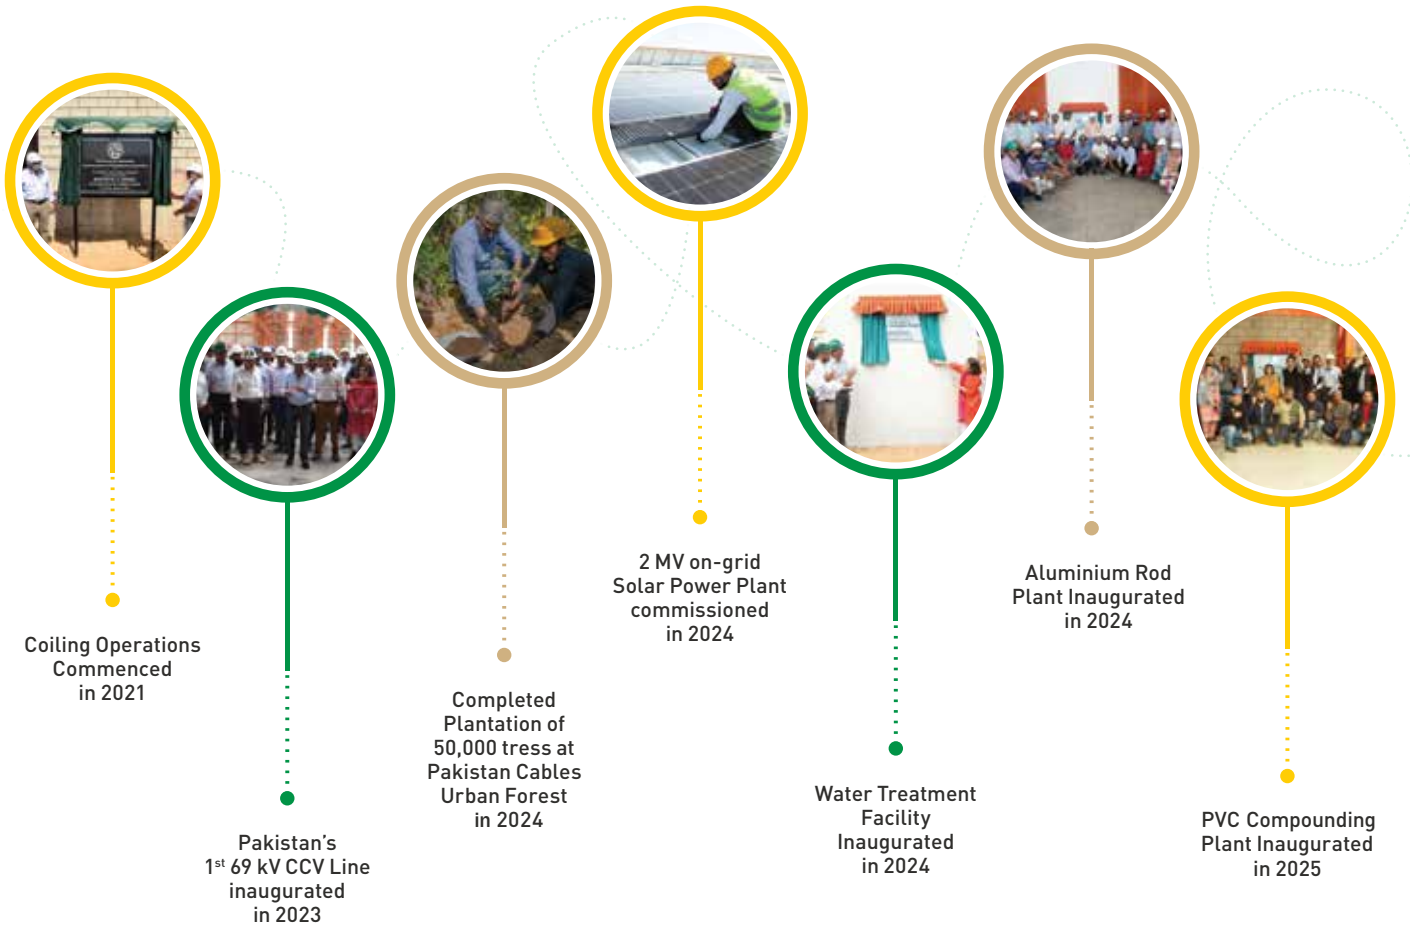 Coiling Operations
Commenced
in 2021
Pakistan’s
1st 69 kV CCV Line
inaugurated
in 2023
Completed
Plantation of
50,000 tress at
Pakistan Cables
Urban Forest
in 2024
2 MV on-grid
Solar Power Plant
commissioned
in 2024
Water Treatment
Facility
Inaugurated
in 2024
Aluminium Rod
Plant Inaugurated
in 2024
PVC Compounding
Plant Inaugurated
in 2025